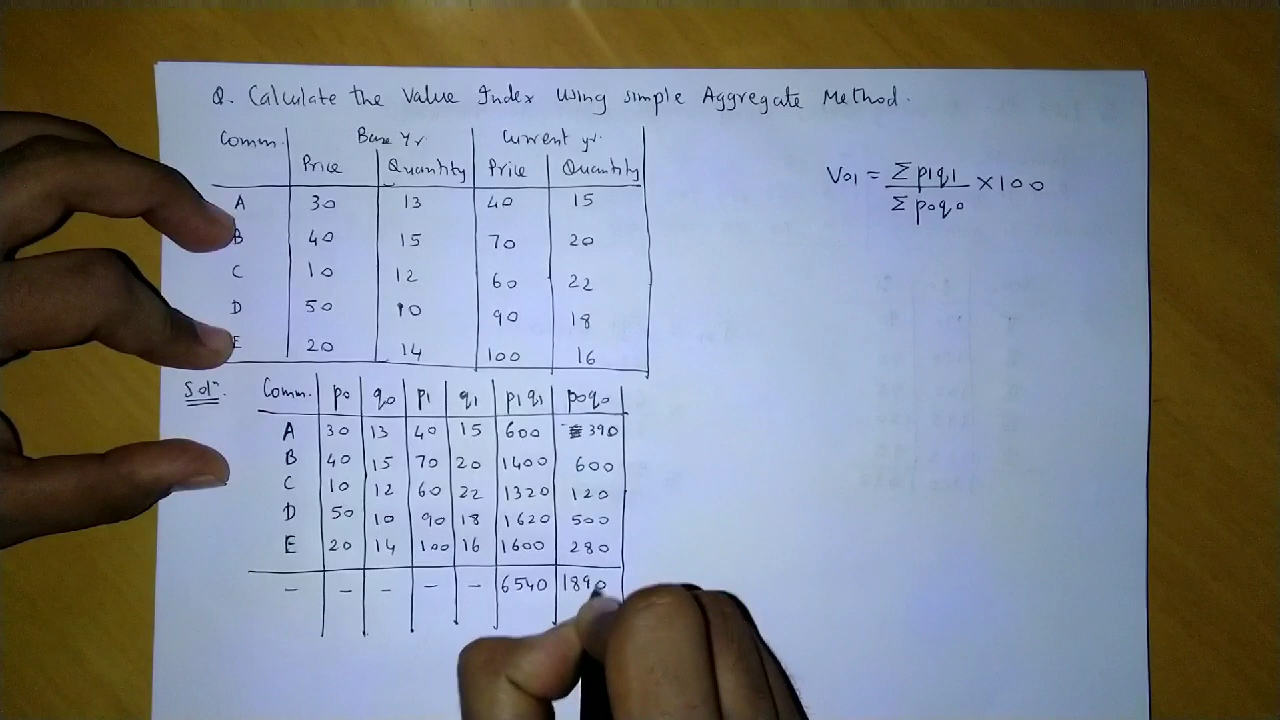 Q. Calculate the Value Index using simple Aggregate Method.
Comm. Base Yr. Current yr.
Price Quantity Price Quantity
A 30 13 40 15
B 40 15 70 20
C 10 12 60 22
D 50 10 90 18
E 20 14 100 16
V01 = Σ p1q1 / Σ p0q0 × 100
Soln.
Comm. p0 q0 p1 q1 p1q1 p0q0
A 30 13 40 15 600 390
B 40 15 70 20 1400 600
C 10 12 60 22 1320 120
D 50 10 90 18 1620 500
E 20 14 100 16 1600 280
– – – – – 6540 1890